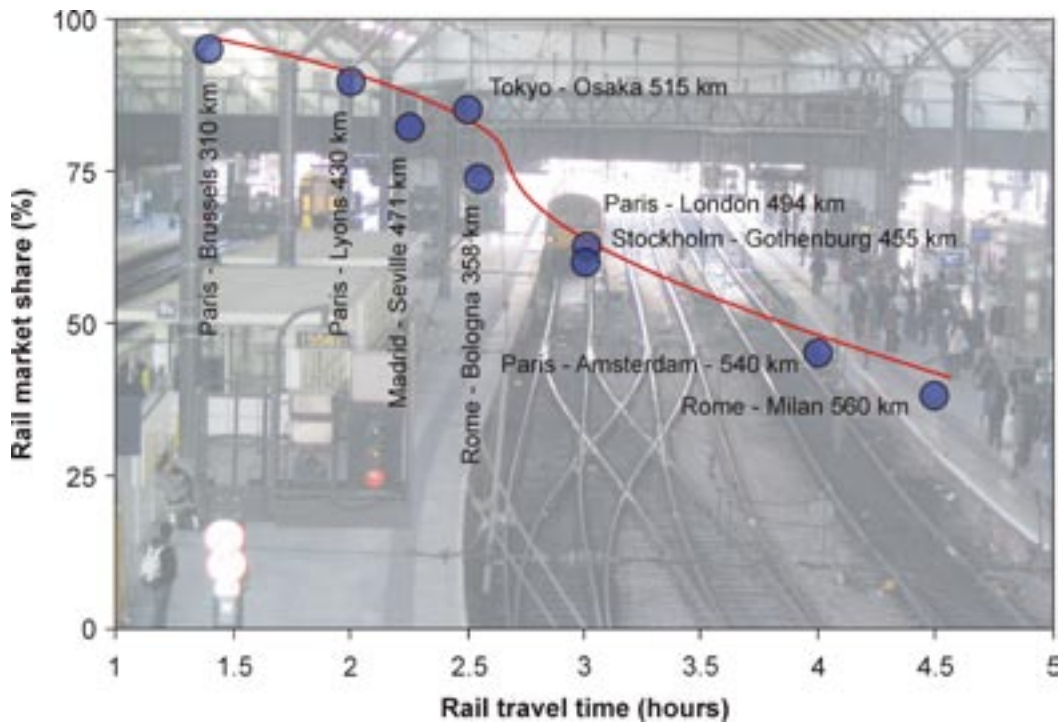 100
75
50
25
0
Rail market share (%)
Paris - Brussels 310 km
Paris - Lyons 430 km
Madrid - Seville 471 km
Rome - Bologna 358 km
Tokyo - Osaka 515 km
Paris - London 494 km
Stockholm - Gothenburg 455 km
Paris - Amsterdam - 540 km
Rome - Milan 560 km
1 1.5 2 2.5 3 3.5 4 4.5 5
Rail travel time (hours)